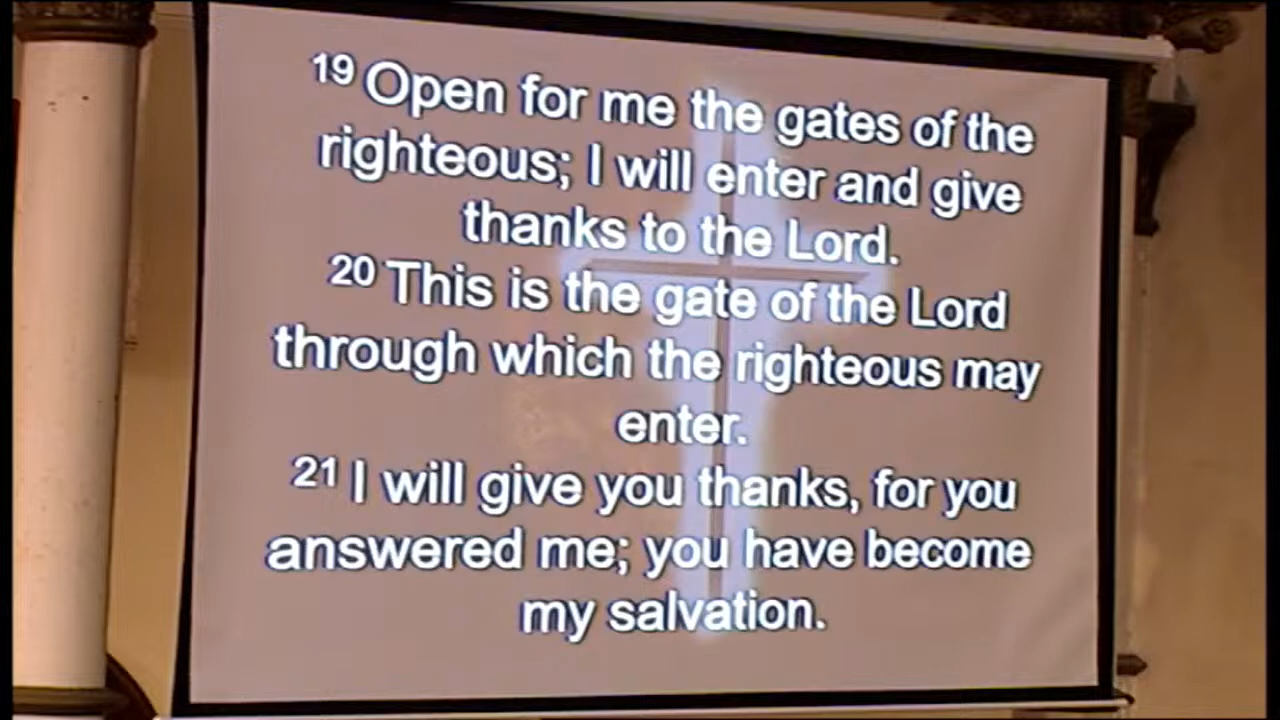 19 Open for me the gates of the
righteous; I will enter and give
thanks to the Lord.
20 This is the gate of the Lord
through which the righteous may
enter.
21 I will give you thanks, for you
answered me; you have become
my salvation.